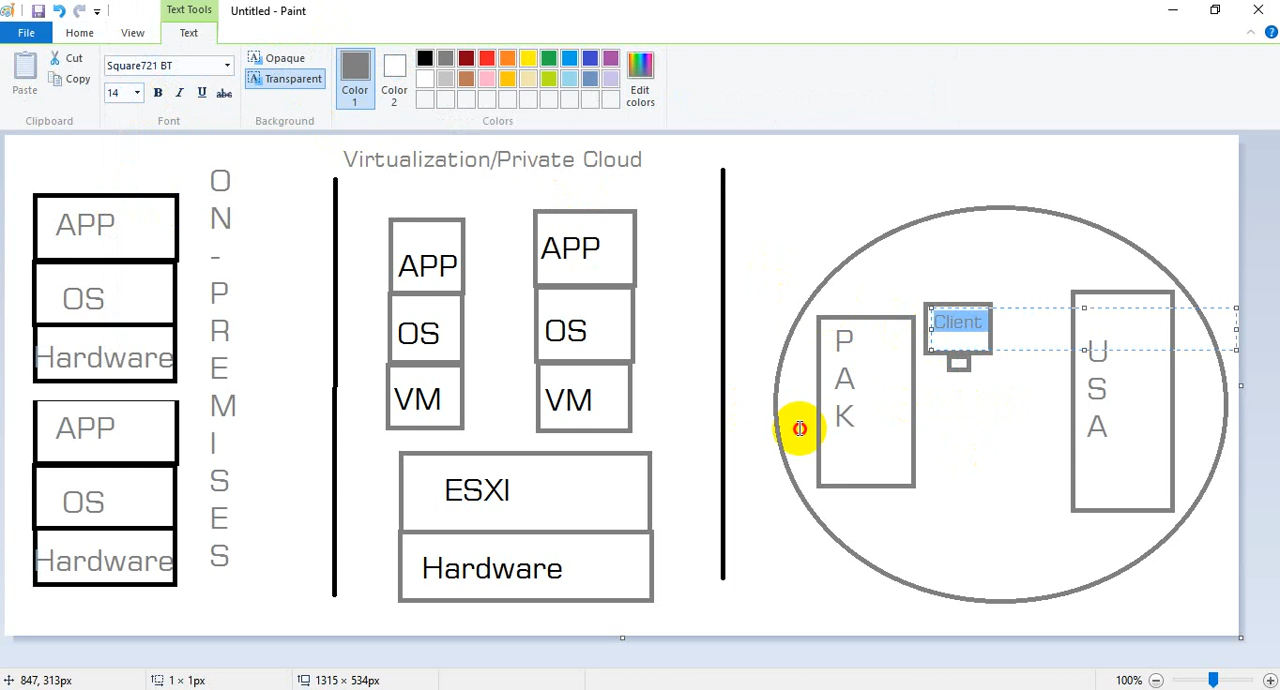 Text Tools
Untitled - Paint
File
Home
View
Text
Paste
Cut
Copy
Clipboard
Square721 BT
14
B I U abc
Font
Opaque
Transparent
Background
Color 1
Color 2
Edit colors
Colors
APP
OS
Hardware
APP
OS
Hardware
O
N
-
P
R
E
M
I
S
E
S
Virtualization/Private Cloud
APP
OS
VM
APP
OS
VM
ESXI
Hardware
P
A
K
Client
U
S
A
847, 313px
1 × 1px
1315 × 534px
100%